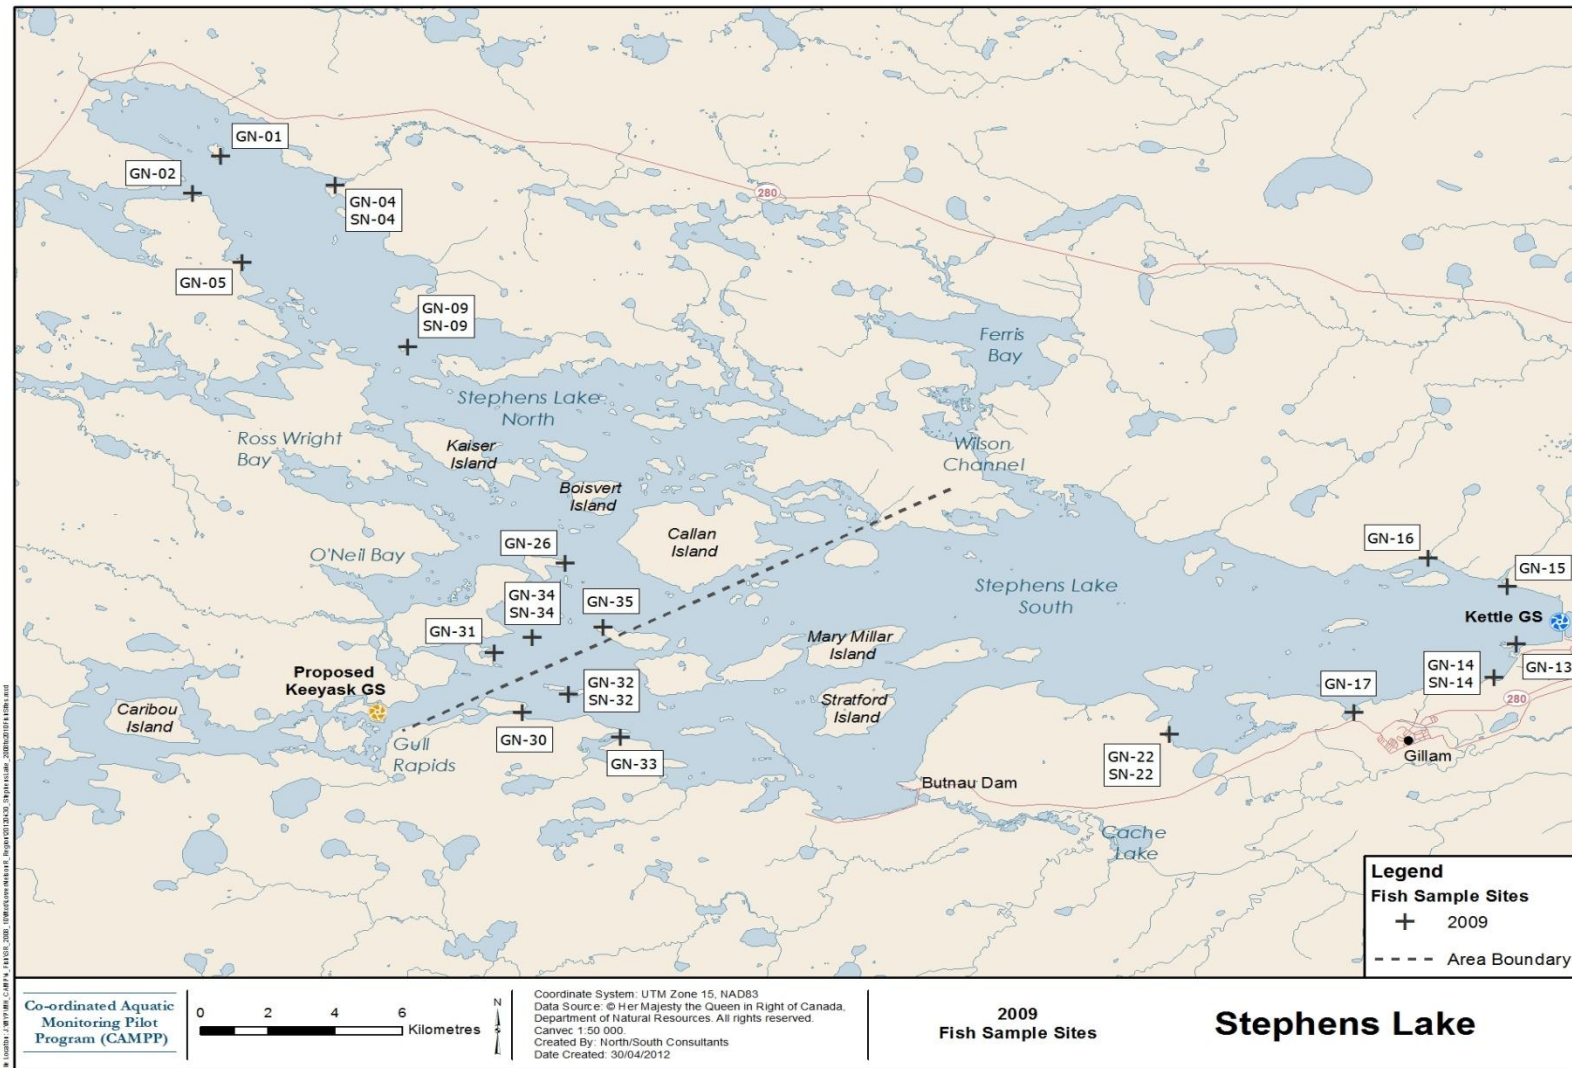 GN-01
GN-02
GN-04
SN-04
280
GN-05
GN-09
SN-09
Ferris
Bay
Stephens Lake
North
Ross Wright
Bay
Kaiser
Island
Wilson
Channel
Boisvert
Island
Callan
Island
GN-26
O'Neil Bay
GN-16
GN-15
GN-34
SN-34
GN-35
Stephens Lake
South
Kettle GS
GN-31
Mary Millar
Island
Proposed
Keeyask GS
GN-32
SN-32
GN-14
SN-14
GN-13
GN-17
280
Caribou
Island
Stratford
Island
GN-30
Gull
Rapids
GN-33
GN-22
SN-22
Gillam
Butnau Dam
Cache
Lake
Legend
Fish Sample Sites
2009
Area Boundary
Co-ordinated Aquatic
Monitoring Pilot
Program (CAMPP)
0 2 4 6
Kilometres
N
Coordinate System: UTM Zone 15, NAD83
Data Source: © Her Majesty the Queen in Right of Canada,
Department of Natural Resources. All rights reserved.
Canvec 1:50 000.
Created By: North/South Consultants
Date Created: 30/04/2012
2009
Fish Sample Sites
Stephens Lake